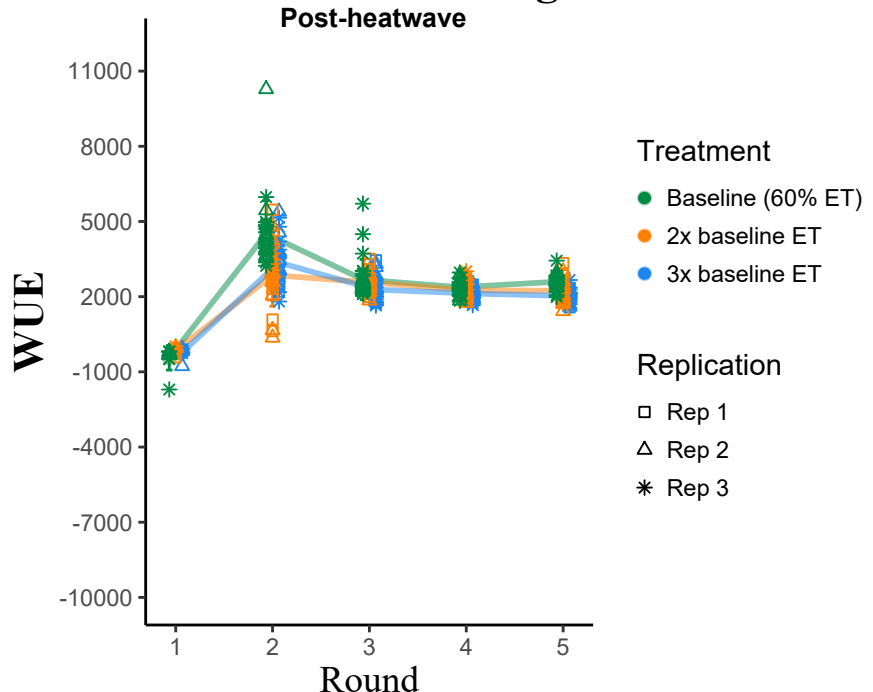 Post-heatwave
WUE
11000
8000
5000
2000
-1000
-4000
-7000
-10000
1 2 3 4 5
Round
Treatment
Baseline (60% ET)
2x baseline ET
3x baseline ET
Replication
Rep 1
Rep 2
Rep 3